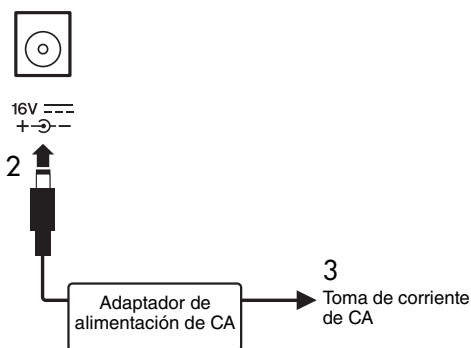 16V
+ -
2
3
Adaptador de
alimentación de CA
Toma de corriente
de CA